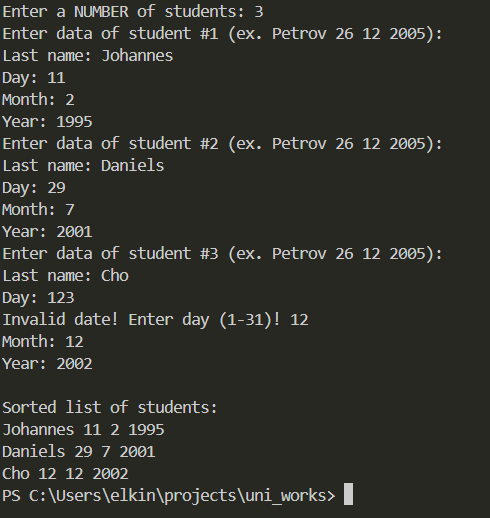 Enter a NUMBER of students: 3
Enter data of student #1 (ex. Petrov 26 12 2005):
Last name: Johannes
Day: 11
Month: 2
Year: 1995
Enter data of student #2 (ex. Petrov 26 12 2005):
Last name: Daniels
Day: 29
Month: 7
Year: 2001
Enter data of student #3 (ex. Petrov 26 12 2005):
Last name: Cho
Day: 123
Invalid date! Enter day (1-31)! 12
Month: 12
Year: 2002

Sorted list of students:
Johannes 11 2 1995
Daniels 29 7 2001
Cho 12 12 2002
PS C:\Users\elkin\projects\uni_works>